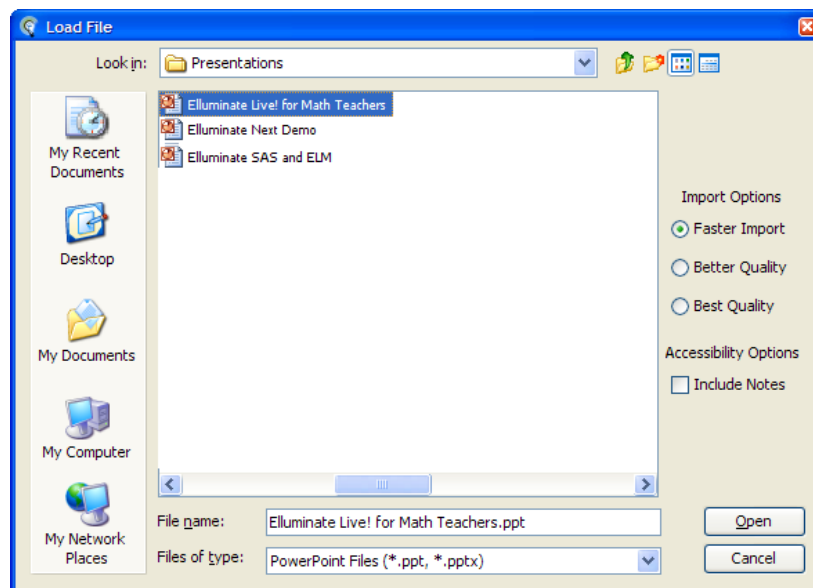 Load File
Look in:
Presentations
My Recent
Documents
Desktop
My Documents
My Computer
My Network
Places
Elluminate Live! for Math Teachers
Elluminate Next Demo
Elluminate SAS and ELM
Import Options
Faster Import
Better Quality
Best Quality
Accessibility Options
Include Notes
File name:
Elluminate Live! for Math Teachers.ppt
Open
Files of type:
PowerPoint Files (*.ppt, *.pptx)
Cancel